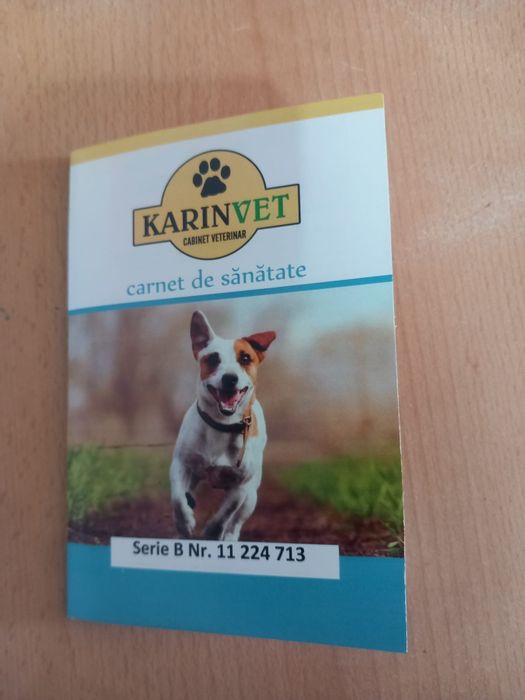 KARINVET
CABINET VETERINAR
carnet de sănătate
Serie B Nr. 11 224 713